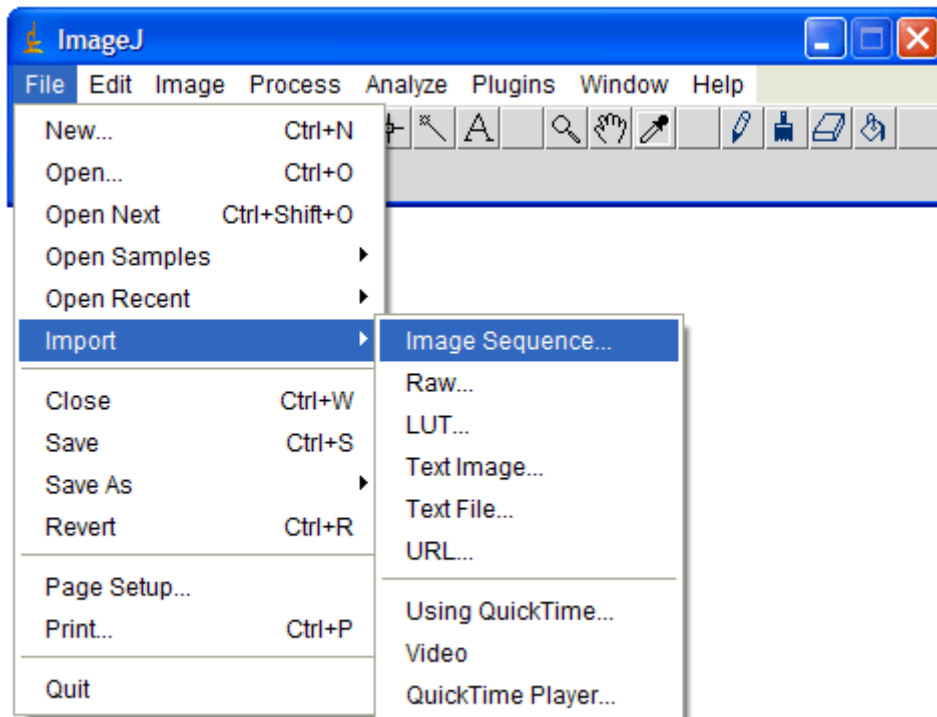 ImageJ
File Edit Image Process Analyze Plugins Window Help
New... Ctrl+N
A
Open... Ctrl+O
Open Next Ctrl+Shift+O
Open Samples
Open Recent
Import
Close Ctrl+W
Save Ctrl+S
Save As
Revert Ctrl+R
Page Setup...
Print... Ctrl+P
Quit
Image Sequence...
Raw...
LUT...
Text Image...
Text File...
URL...
Using QuickTime...
Video
QuickTime Player...